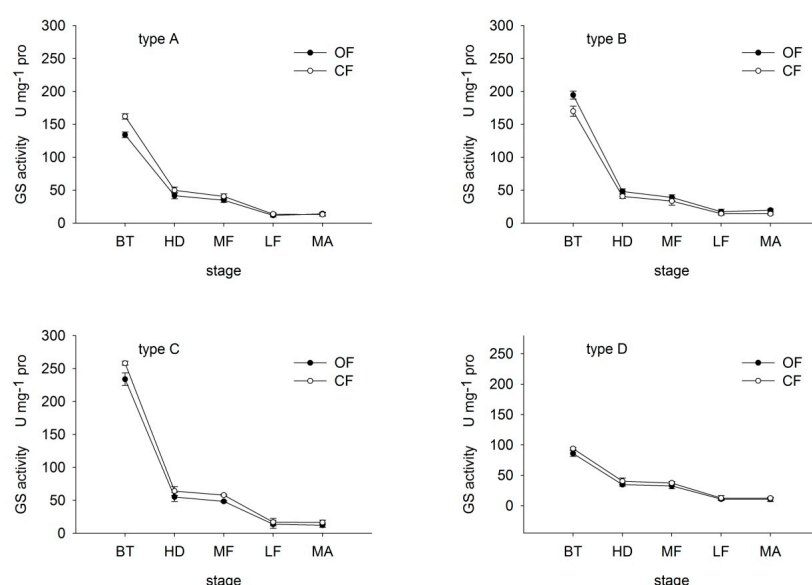 type A
OF
CF
300
250
200
150
100
50
0
GS activity U mg-1 pro
BT HD MF LF MA
stage
type B
OF
CF
300
250
200
150
100
50
0
GS activity U mg-1 pro
BT HD MF LF MA
stage
type C
OF
CF
300
250
200
150
100
50
0
GS activity U mg-1 pro
BT HD MF LF MA
stage
type D
OF
CF
250
200
150
100
50
0
GS activity U mg-1 pro
BT HD MF LF MA
stage